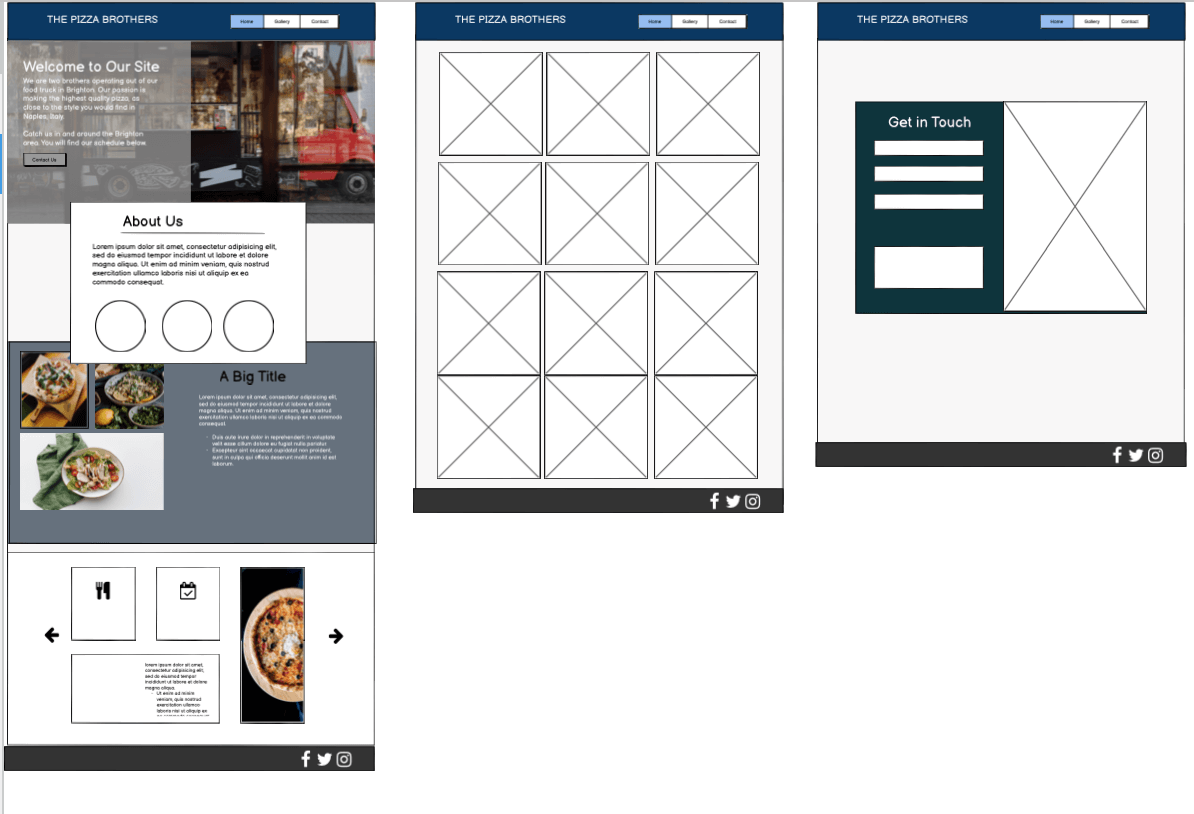 THE PIZZA BROTHERS
Home
Gallery
Contact
Welcome to Our Site
We are two brothers operating out of our
food truck in Brighton. Our passion is
making the highest quality pizza, as
close to the style you would find in
Naples, Italy.
Catch us in and around the Brighton
area. You will find our schedule below.
Contact Us
About Us
Lorem ipsum dolor sit amet, consectetur adipisicing elit,
sed do eiusmod tempor incididunt ut labore et dolore
magna aliqua. Ut enim ad minim veniam, quis nostrud
exercitation ullamco laboris nisi ut aliquip ex ea
commodo consequat.
A Big Title
Lorem ipsum dolor sit amet, consectetur adipisicing elit,
sed do eiusmod tempor incididunt ut labore et dolore
magna aliqua. Ut enim ad minim veniam, quis nostrud
exercitation ullamco laboris nisi ut aliquip ex ea commodo
consequat.
· Duis aute irure dolor in reprehenderit in voluptate
velit esse cillum dolore eu fugiat nulla pariatur
· Excepteur sint occaecat cupidatat non proident,
sunt in culpa qui officia deserunt mollit anim id est
laborum.
lorem ipsum dolor sit amet,
consectetur adipisicing elit,
sed do eiusmod tempor
incididunt ut labore et dolore
magna aliqua.
· Ut enim ad minim
veniam, quis nostrud
exercitation ullamco
laboris nisi ut aliquip ex
ea commodo consequat
THE PIZZA BROTHERS
Home
Gallery
Contact
THE PIZZA BROTHERS
Home
Gallery
Contact
Get in Touch